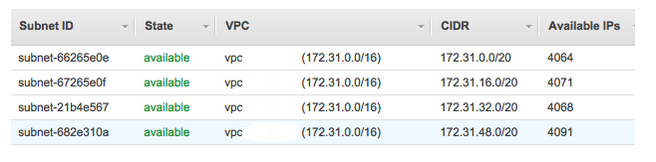 Subnet ID State VPC CIDR Available IPs
subnet-66265e0e available vpc (172.31.0.0/16) 172.31.0.0/20 4064
subnet-67265e0f available vpc (172.31.0.0/16) 172.31.16.0/20 4071
subnet-21b4e567 available vpc (172.31.0.0/16) 172.31.32.0/20 4068
subnet-682e310a available vpc (172.31.0.0/16) 172.31.48.0/20 4091